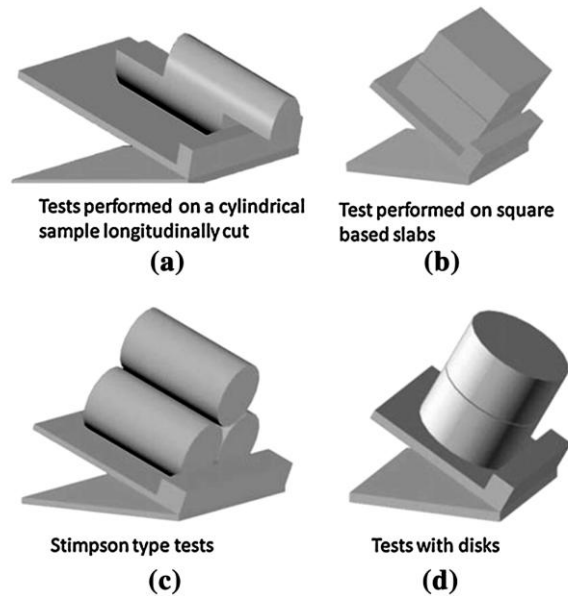 Tests performed on a cylindrical
sample longitudinally cut
(a)
Test performed on square
based slabs
(b)
Stimpson type tests
(c)
Tests with disks
(d)